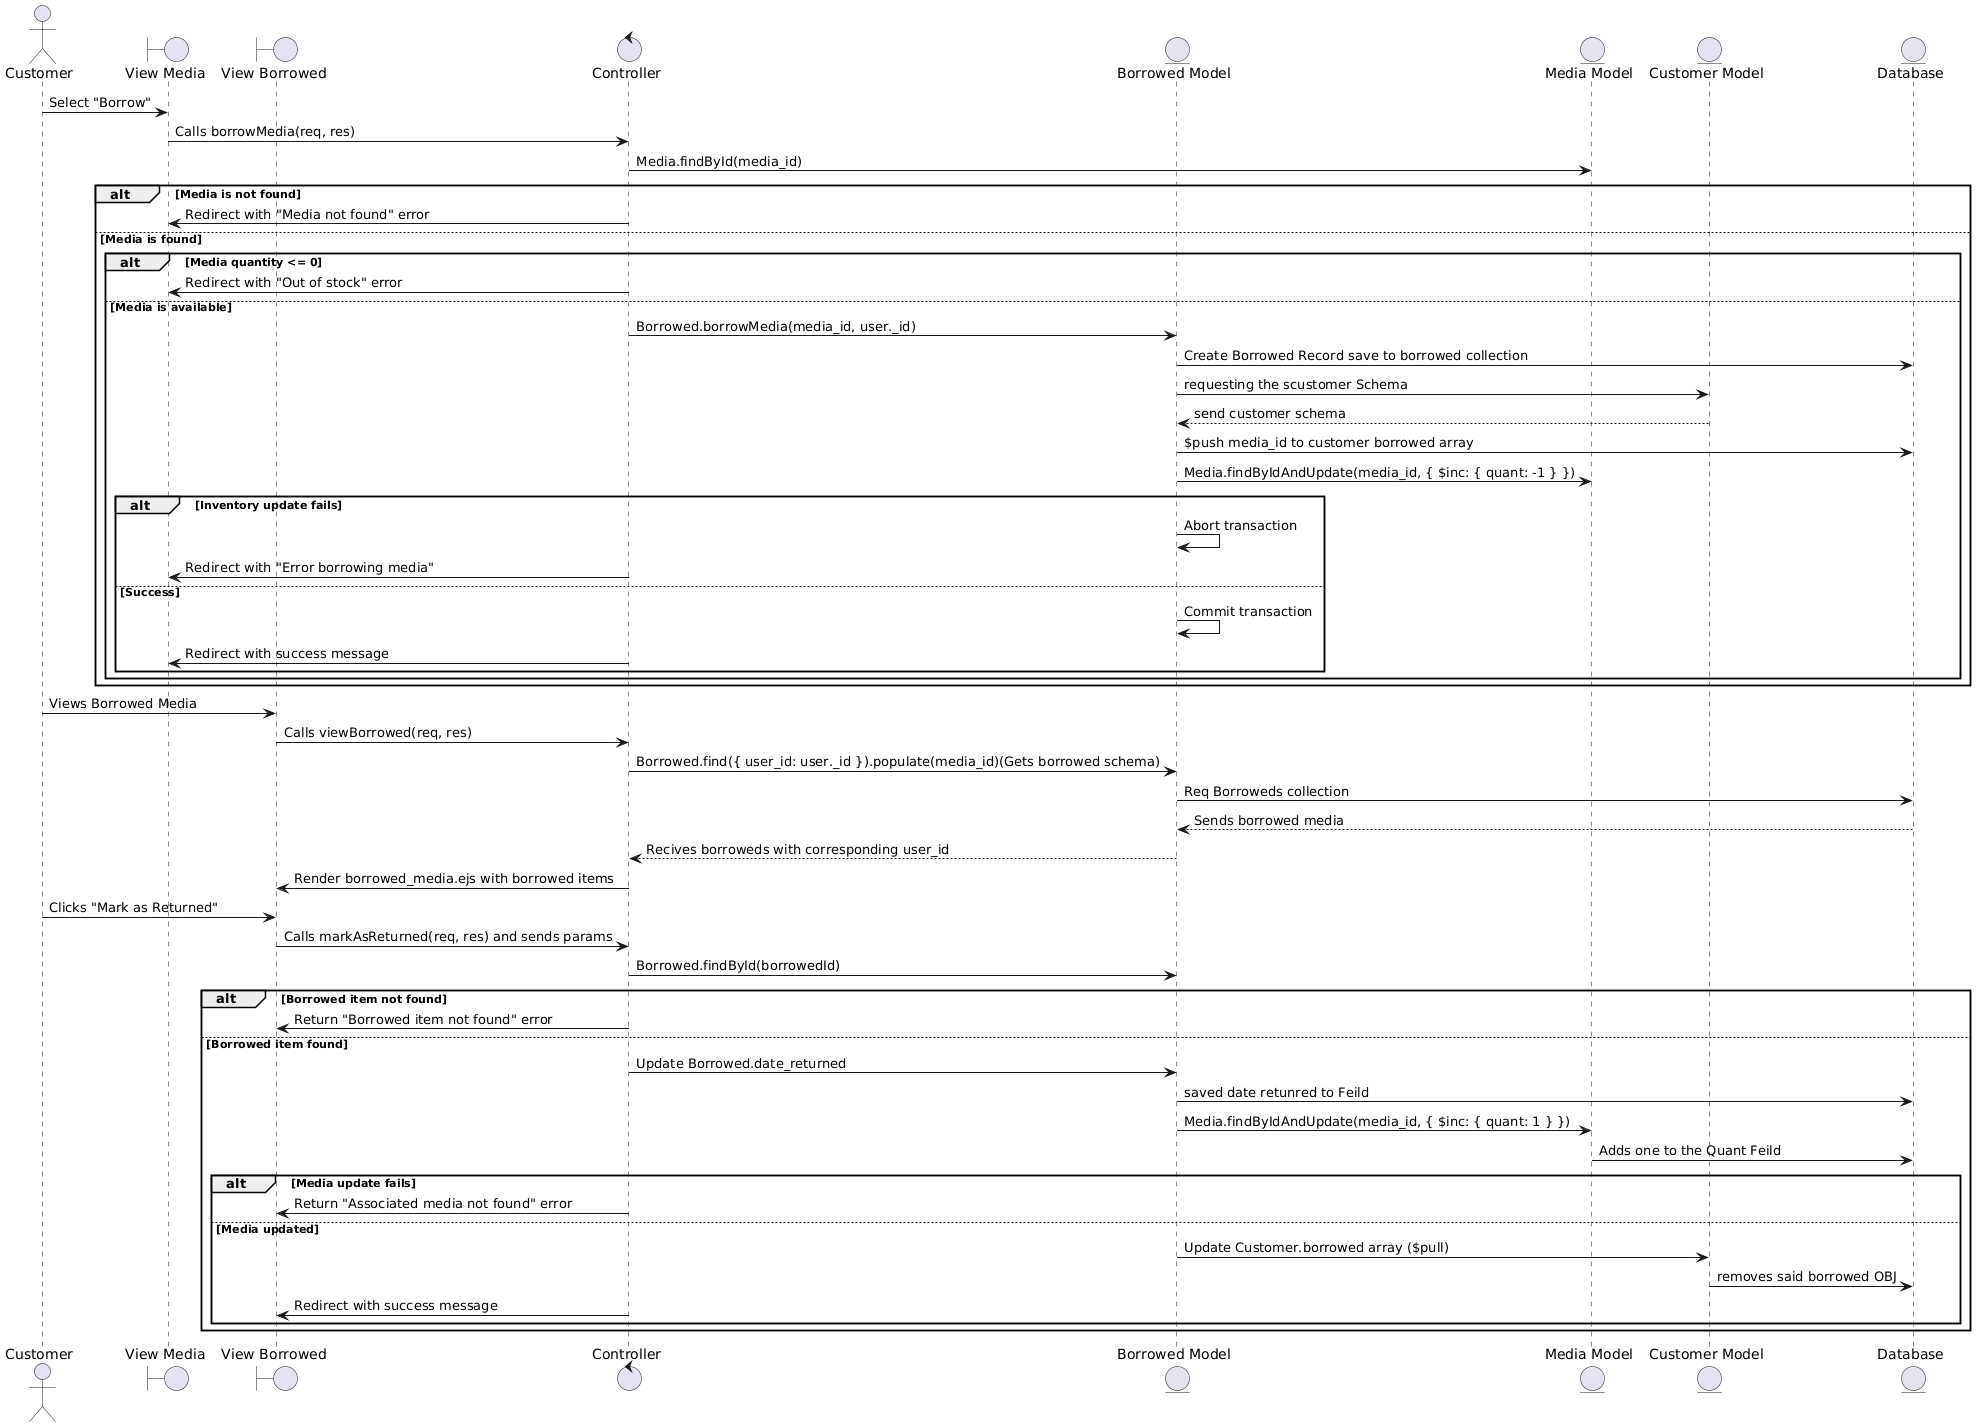 Customer
View Media
View Borrowed
Controller
Borrowed Model
Media Model
Customer Model
Database
Select "Borrow"
Calls borrowMedia(req, res)
Media.findById(media_id)
alt [Media is not found]
Redirect with "Media not found" error
[Media is found]
alt [Media quantity <= 0]
Redirect with "Out of stock" error
[Media is available]
Borrowed.borrowMedia(media_id, user._id)
Create Borrowed Record save to borrowed collection
requesting the scustomer Schema
send customer schema
$push media_id to customer borrowed array
Media.findByIdAndUpdate(media_id, { $inc: { quant: -1 } })
alt [Inventory update fails]
Abort transaction
Redirect with "Error borrowing media"
[Success]
Commit transaction
Redirect with success message
Views Borrowed Media
Calls viewBorrowed(req, res)
Borrowed.find({ user_id: user._id }).populate(media_id)(Gets borrowed schema)
Req Borroweds collection
Sends borrowed media
Recives borroweds with corresponding user_id
Render borrowed_media.ejs with borrowed items
Clicks "Mark as Returned"
Calls markAsReturned(req, res) and sends params
Borrowed.findById(borrowedId)
alt [Borrowed item not found]
Return "Borrowed item not found" error
[Borrowed item found]
Update Borrowed.date_returned
saved date retunred to Feild
Media.findByIdAndUpdate(media_id, { $inc: { quant: 1 } })
Adds one to the Quant Feild
alt [Media update fails]
Return "Associated media not found" error
[Media updated]
Update Customer.borrowed array ($pull)
removes said borrowed OBJ
Redirect with success message
Customer
View Media
View Borrowed
Controller
Borrowed Model
Media Model
Customer Model
Database